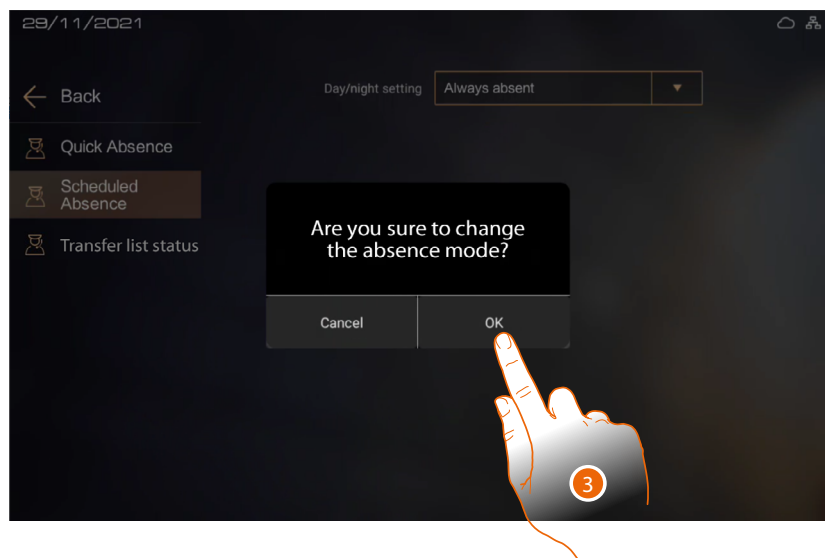 29/11/2021
Back
Day/night setting
Always absent
Quick Absence
Scheduled
Absence
Transfer list status
Are you sure to change
the absence mode?
Cancel
OK
3